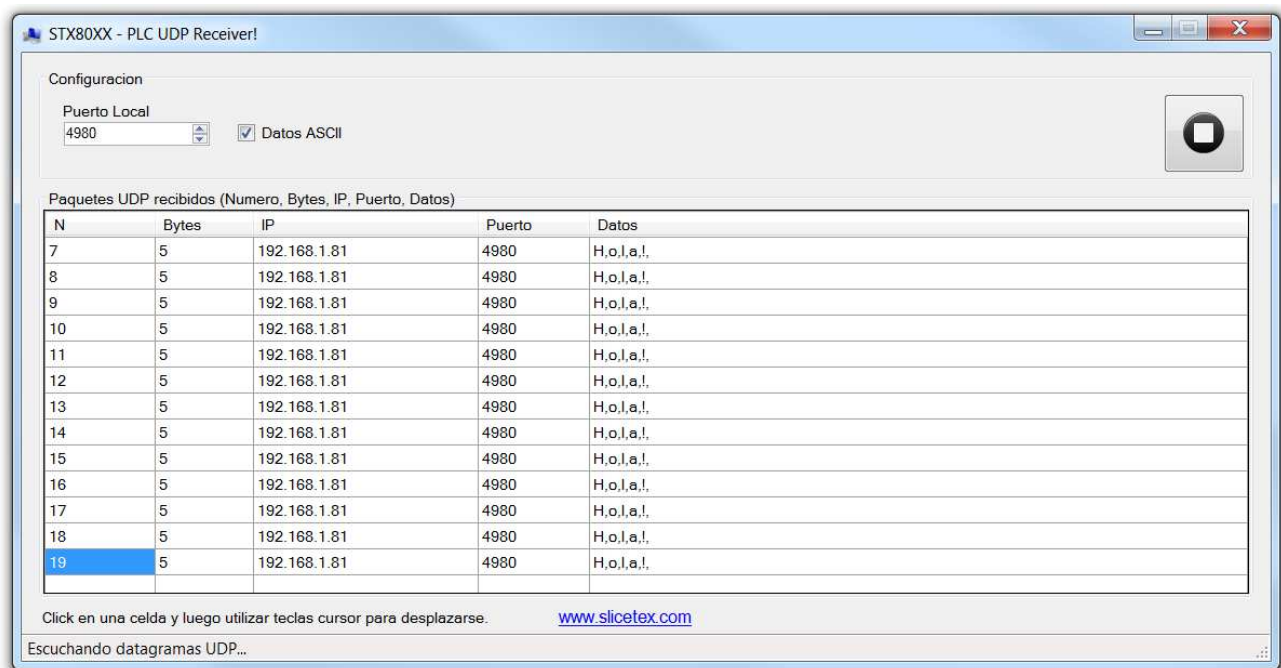 STX80XX - PLC UDP Receiver!
Configuracion
Puerto Local
4980 Datos ASCII
Paquetes UDP recibidos (Numero, Bytes, IP, Puerto, Datos)
N Bytes IP Puerto Datos
7 5 192.168.1.81 4980 H,o,l,a,!,
8 5 192.168.1.81 4980 H,o,l,a,!,
9 5 192.168.1.81 4980 H,o,l,a,!,
10 5 192.168.1.81 4980 H,o,l,a,!,
11 5 192.168.1.81 4980 H,o,l,a,!,
12 5 192.168.1.81 4980 H,o,l,a,!,
13 5 192.168.1.81 4980 H,o,l,a,!,
14 5 192.168.1.81 4980 H,o,l,a,!,
15 5 192.168.1.81 4980 H,o,l,a,!,
16 5 192.168.1.81 4980 H,o,l,a,!,
17 5 192.168.1.81 4980 H,o,l,a,!,
18 5 192.168.1.81 4980 H,o,l,a,!,
19 5 192.168.1.81 4980 H,o,l,a,!,
Click en una celda y luego utilizar teclas cursor para desplazarse. www.slicetex.com
Escuchando datagramas UDP...